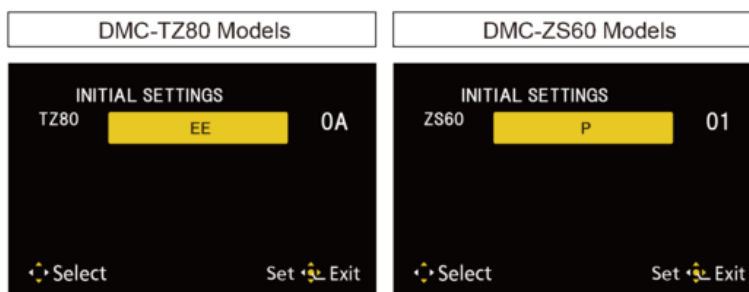 DMC-TZ80 Models
INITIAL SETTINGS
TZ80 EE 0A
Select Set Exit
DMC-ZS60 Models
INITIAL SETTINGS
ZS60 P 01
Select Set Exit